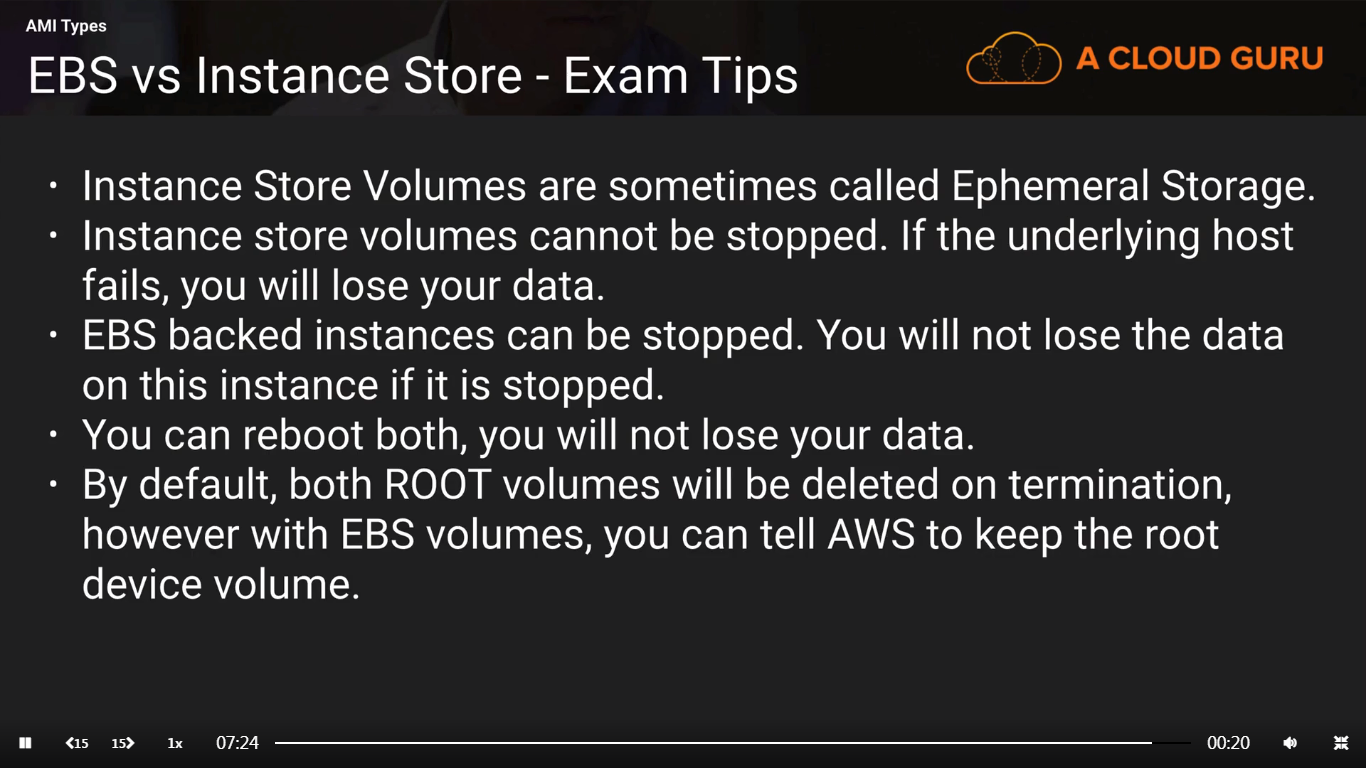 AMI Types
EBS vs Instance Store - Exam Tips
A CLOUD GURU
• Instance Store Volumes are sometimes called Ephemeral Storage.
• Instance store volumes cannot be stopped. If the underlying host
fails, you will lose your data.
• EBS backed instances can be stopped. You will not lose the data
on this instance if it is stopped.
• You can reboot both, you will not lose your data.
• By default, both ROOT volumes will be deleted on termination,
however with EBS volumes, you can tell AWS to keep the root
device volume.
15 15 1x 07:24 00:20